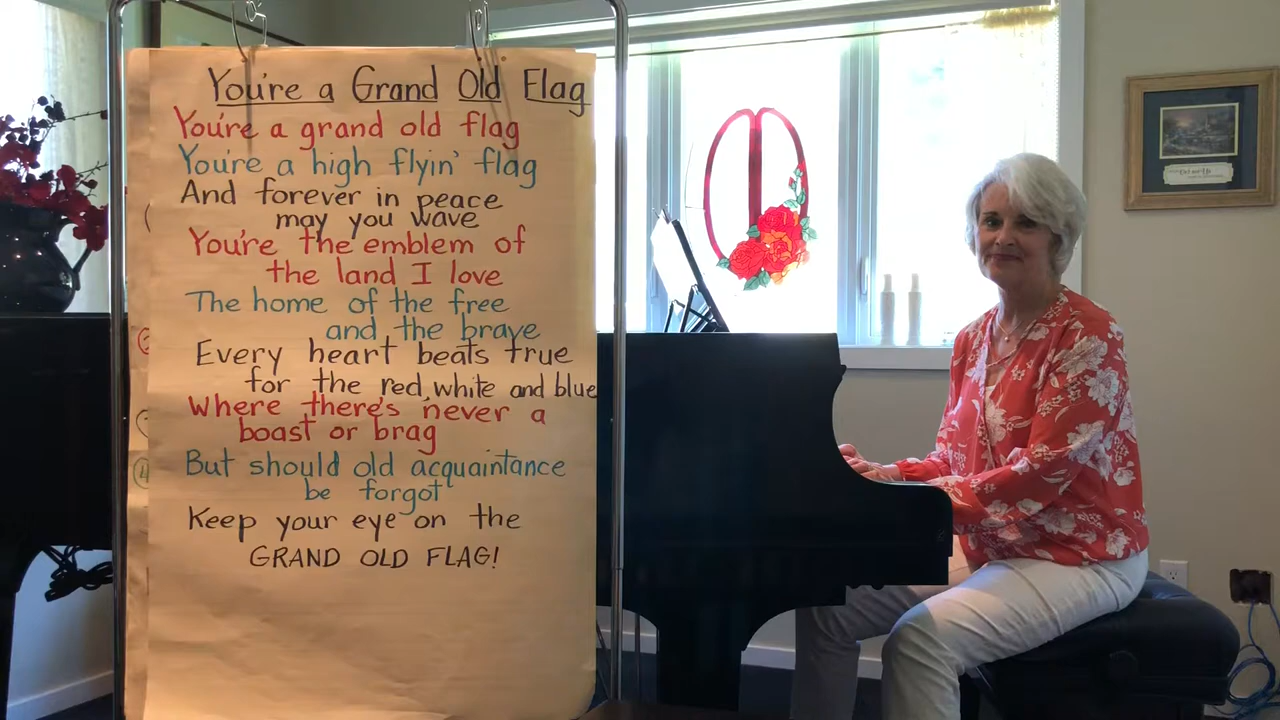 You're a Grand Old Flag
You're a grand old flag
You're a high flyin' flag
And forever in peace
may you wave
You're the emblem of
the land I love
The home of the free
and the brave
Every heart beats true
for the red, white and blue
Where there's never a
boast or brag
But should old acquaintance
be forgot
Keep your eye on the
GRAND OLD FLAG!